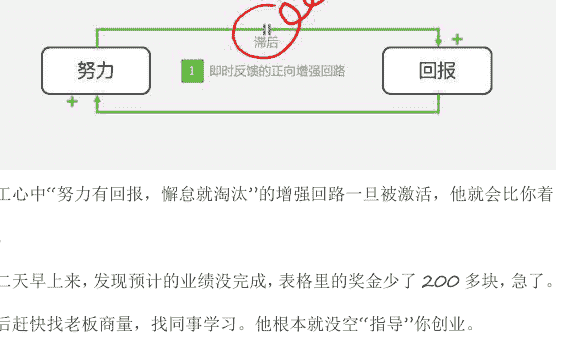 滞后
努力
回报
1 即时反馈的正向增强回路
工心中“努力有回报，懈怠就淘汰”的增强回路一旦被激活，他就会比你着
。
二天早上来，发现预计的业绩没完成，表格里的奖金少了 200 多块，急了。
后赶快找老板商量，找同事学习。他根本就没空“指导”你创业。